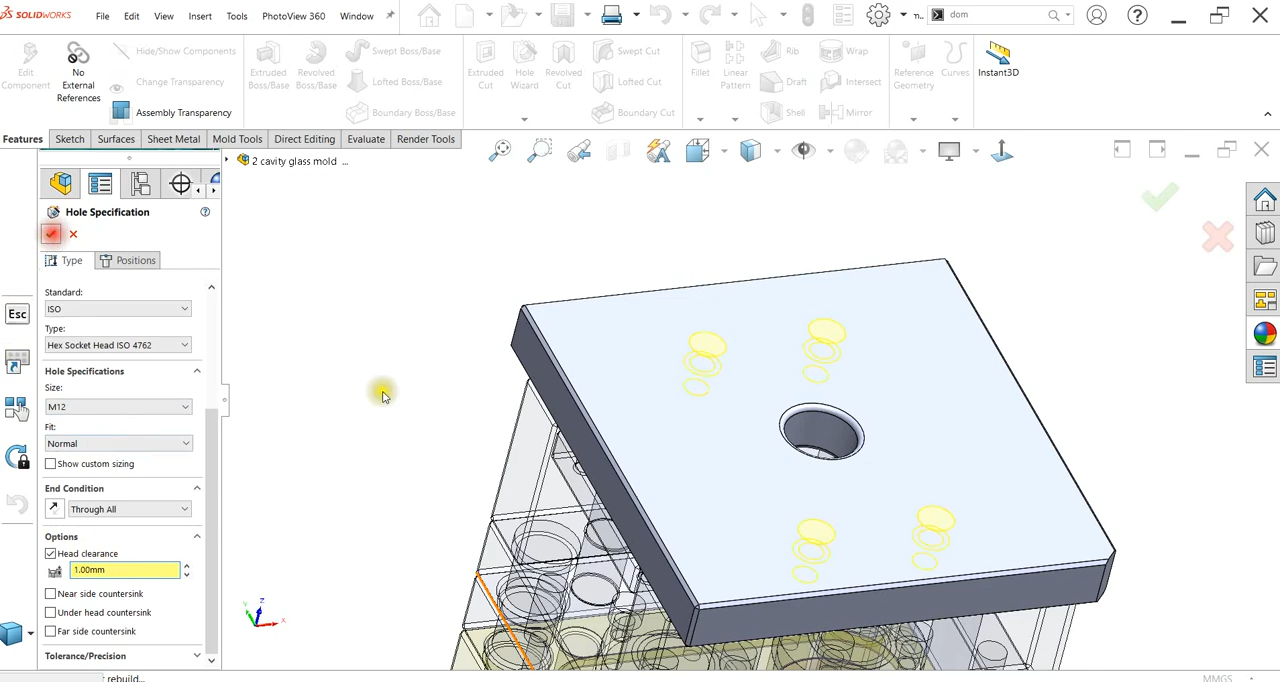 SOLIDWORKS File Edit View Insert Tools PhotoView 360 Window dom
Edit Component
No External References
Hide/Show Components
Change Transparency
Assembly Transparency
Extruded Boss/Base
Revolved Boss/Base
Swept Boss/Base
Lofted Boss/Base
Boundary Boss/Base
Extruded Cut
Hole Wizard
Revolved Cut
Swept Cut
Lofted Cut
Boundary Cut
Fillet
Linear Pattern
Rib
Draft
Shell
Wrap
Intersect
Mirror
Reference Geometry
Curves
Instant3D
Features Sketch Surfaces Sheet Metal Mold Tools Direct Editing Evaluate Render Tools
2 cavity glass mold ...
Hole Specification
Type Positions
Standard:
ISO
Type:
Hex Socket Head ISO 4762
Hole Specifications
Size:
M12
Fit:
Normal
Show custom sizing
End Condition
Through All
Options
Head clearance
1.00mm
Near side countersink
Under head countersink
Far side countersink
Tolerance/Precision
Esc
Y Z X
rebuild...
MMGS